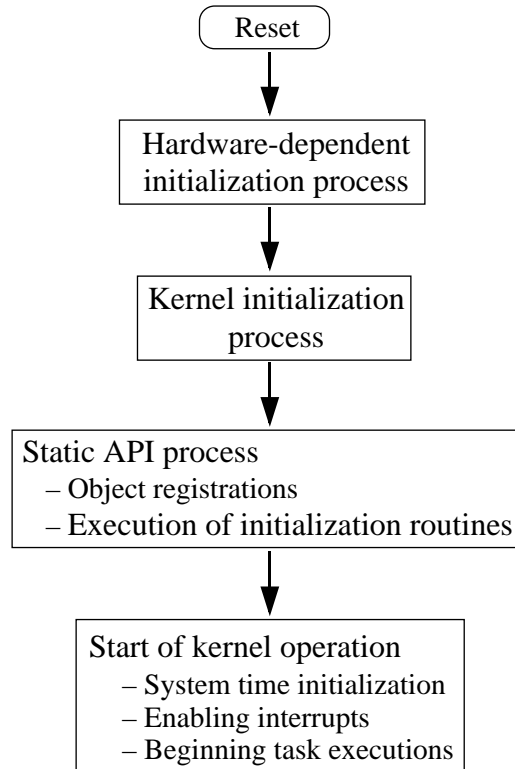 Reset
Hardware-dependent
initialization process
Kernel initialization
process
Static API process
– Object registrations
– Execution of initialization routines
Start of kernel operation
– System time initialization
– Enabling interrupts
– Beginning task executions